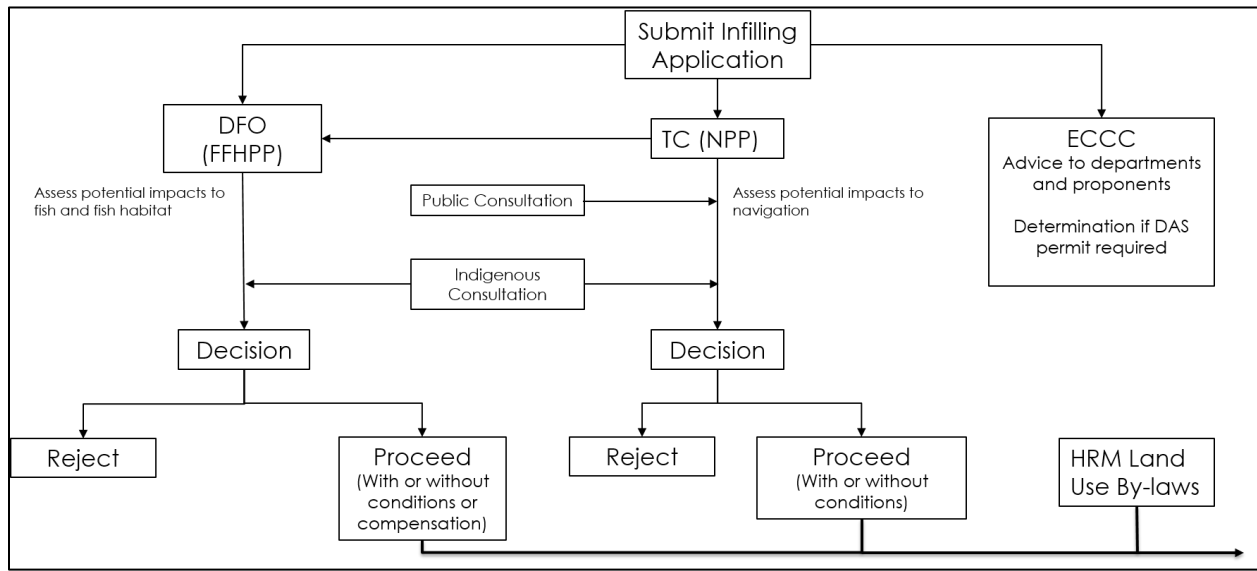 Submit Infilling
Application
DFO
(FFHPP)
TC (NPP)
ECCC
Advice to departments
and proponents
Determination if DAS
permit required
Assess potential impacts to
fish and fish habitat
Public Consultation
Assess potential impacts to
navigation
Indigenous
Consultation
Decision
Decision
Reject
Proceed
(With or without
conditions or
compensation)
Reject
Proceed
(With or without
conditions)
HRM Land
Use By-laws